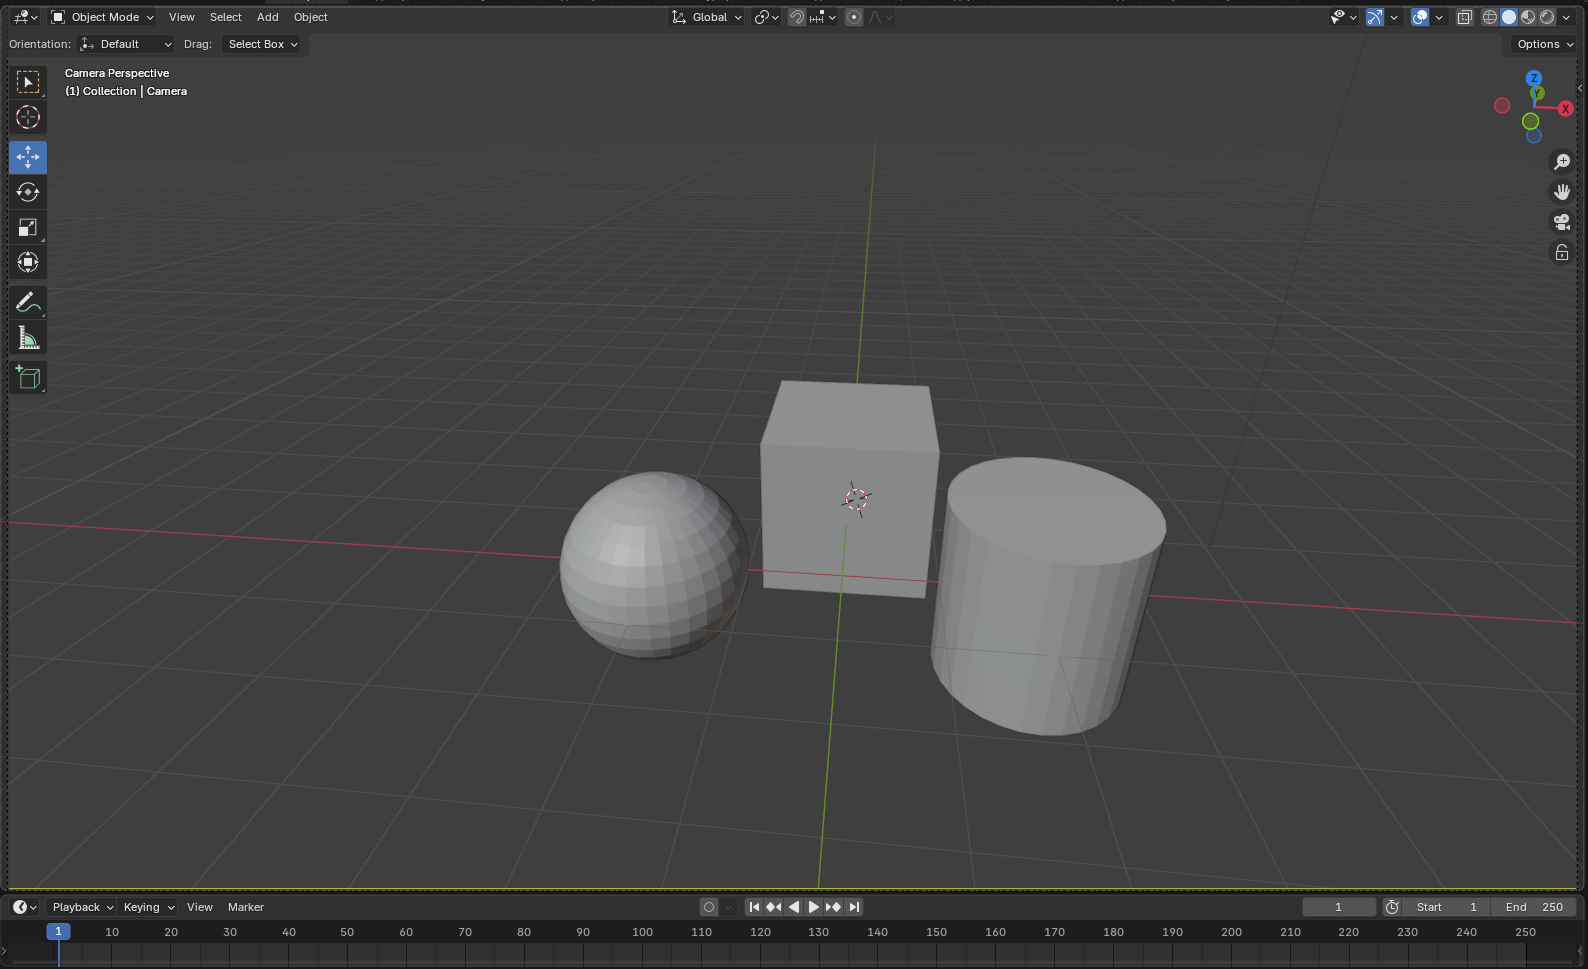 Object Mode View Select Add Object Global
Orientation: Default Drag: Select Box Options
Camera Perspective
(1) Collection | Camera
Z
Y
X
Playback Keying View Marker 1 Start 1 End 250
1 10 20 30 40 50 60 70 80 90 100 110 120 130 140 150 160 170 180 190 200 210 220 230 240 250